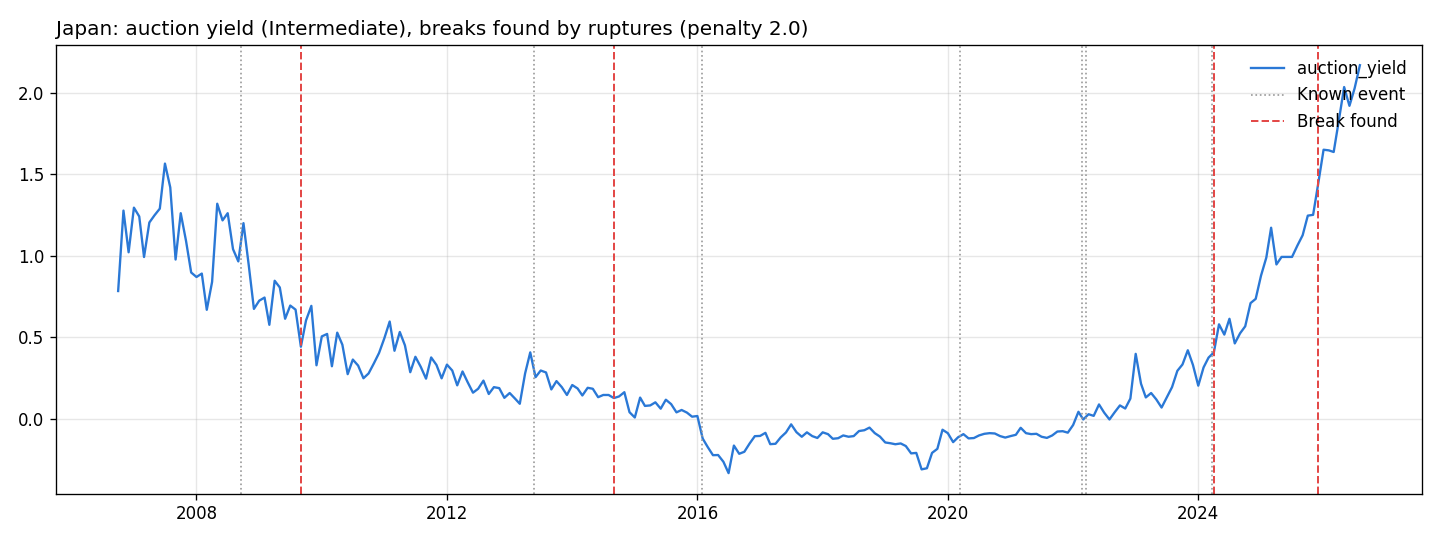 Japan: auction yield (Intermediate), breaks found by ruptures (penalty 2.0)
auction_yield
Known event
Break found
2.0
1.5
1.0
0.5
0.0
2008 2012 2016 2020 2024